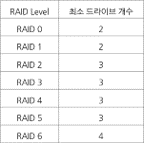 RAID Level 최소 드라이브 개수
RAID 0 2
RAID 1 2
RAID 2 3
RAID 3 3
RAID 4 3
RAID 5 3
RAID 6 4